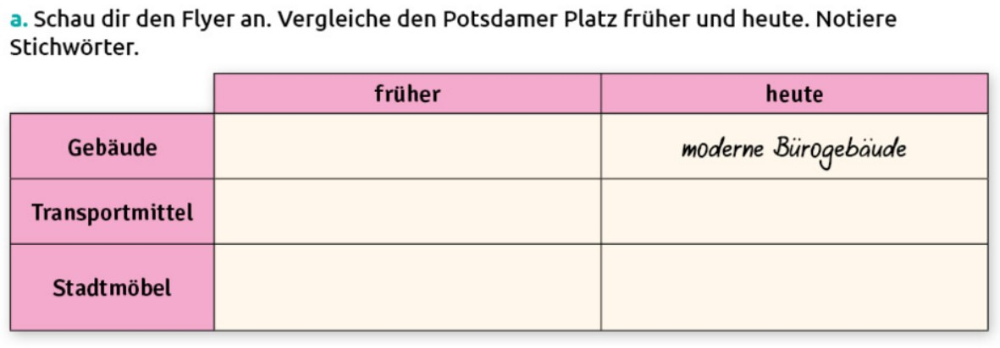 a. Schau dir den Flyer an. Vergleiche den Potsdamer Platz früher und heute. Notiere
Stichwörter.
früher heute
Gebäude moderne Bürogebäude
Transportmittel
Stadtmöbel